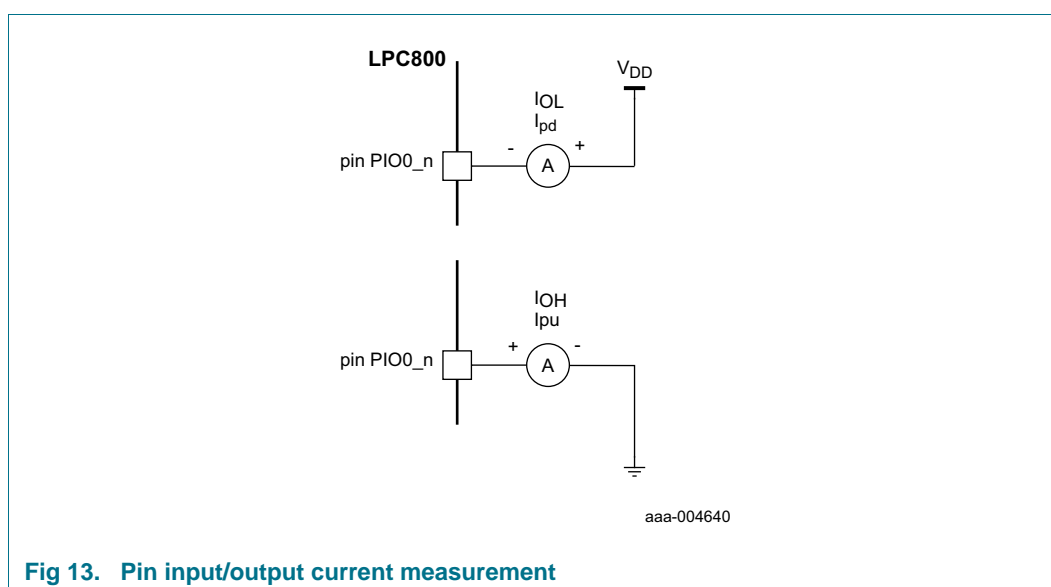 LPC800
VDD
IOL
Ipd
- +
pin PIO0_n
A
IOH
Ipu
+ -
pin PIO0_n
A
aaa-004640
Fig 13. Pin input/output current measurement